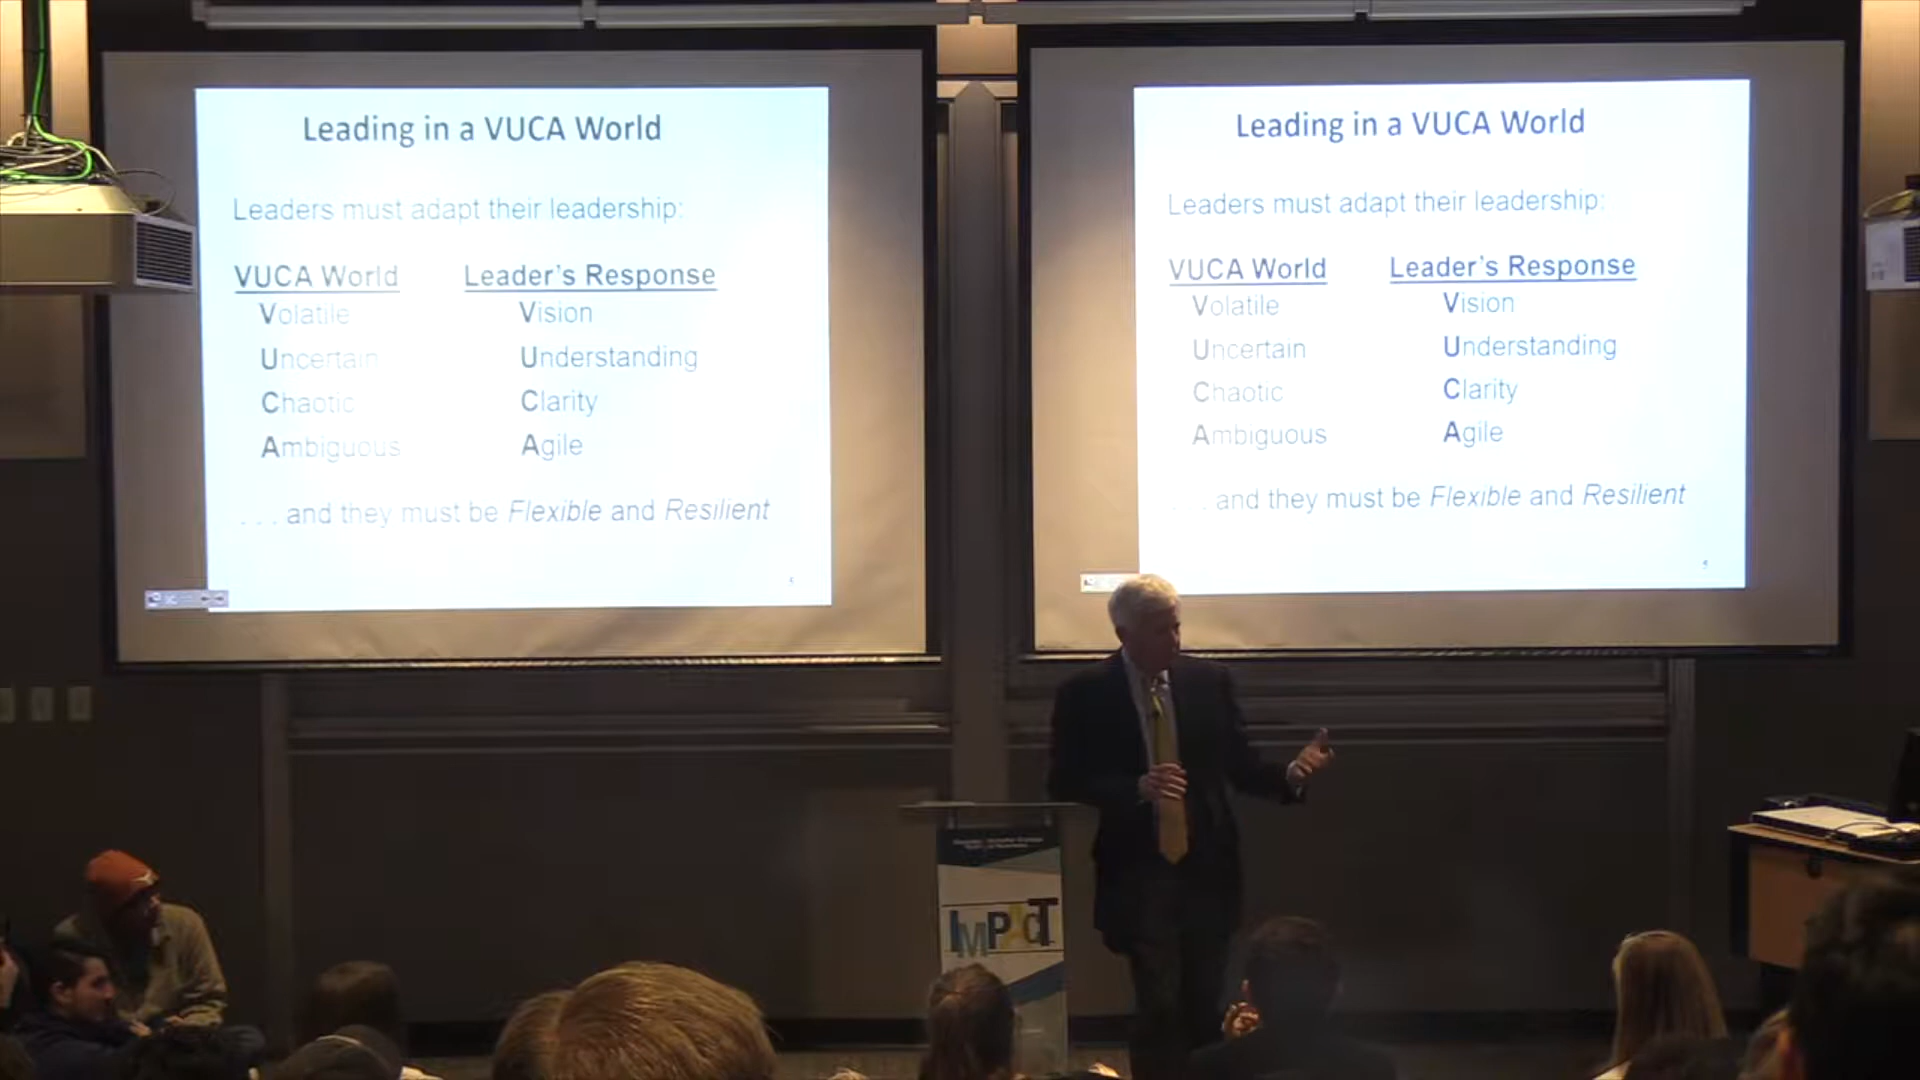 Leading in a VUCA World
Leaders must adapt their leadership:
VUCA World Leader's Response
Volatile Vision
Uncertain Understanding
Chaotic Clarity
Ambiguous Agile
. . . and they must be Flexible and Resilient
5
Leading in a VUCA World
Leaders must adapt their leadership:
VUCA World Leader's Response
Volatile Vision
Uncertain Understanding
Chaotic Clarity
Ambiguous Agile
. . . and they must be Flexible and Resilient
5
IMPACT